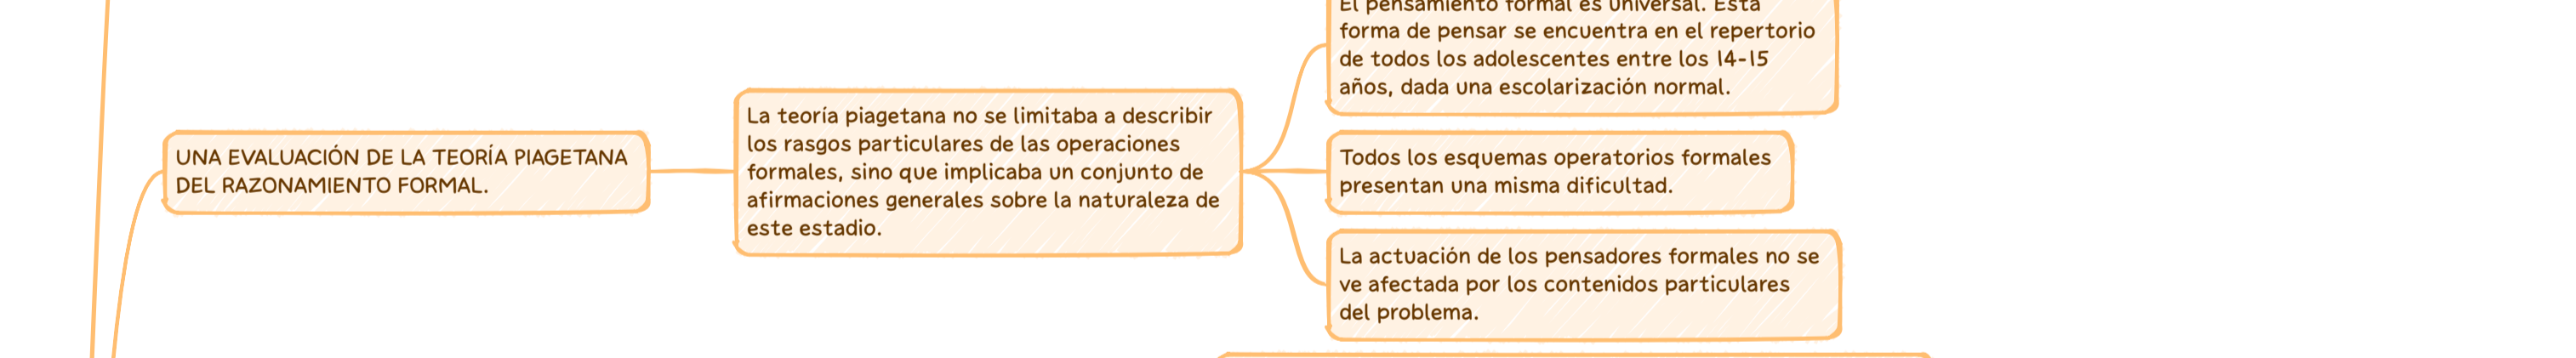 UNA EVALUACIÓN DE LA TEORÍA PIAGETANA
DEL RAZONAMIENTO FORMAL.
La teoría piagetana no se limitaba a describir
los rasgos particulares de las operaciones
formales, sino que implicaba un conjunto de
afirmaciones generales sobre la naturaleza de
este estadio.
El pensamiento formal es universal. Esta
forma de pensar se encuentra en el repertorio
de todos los adolescentes entre los 14-15
años, dada una escolarización normal.
Todos los esquemas operatorios formales
presentan una misma dificultad.
La actuación de los pensadores formales no se
ve afectada por los contenidos particulares
del problema.